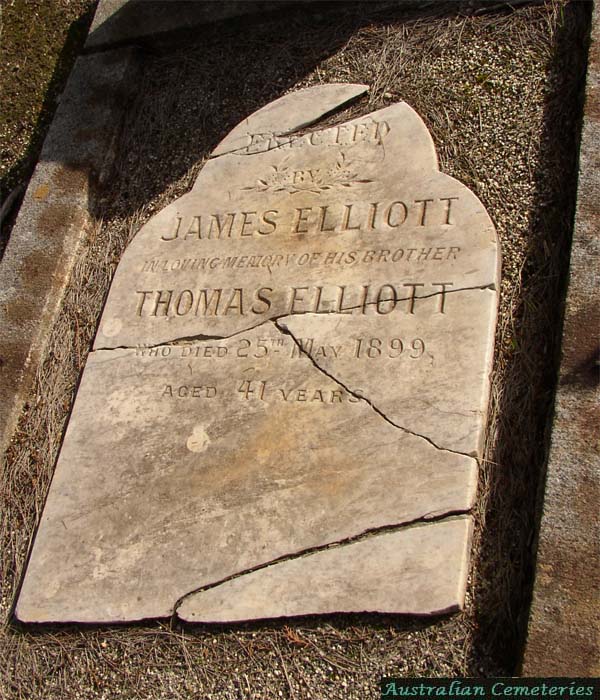 ERECTED
BY
JAMES ELLIOTT
IN LOVING MEMORY OF HIS BROTHER
THOMAS ELLIOTT
WHO DIED 25TH MAY 1899,
AGED 41 YEARS
Australian Cemeteries